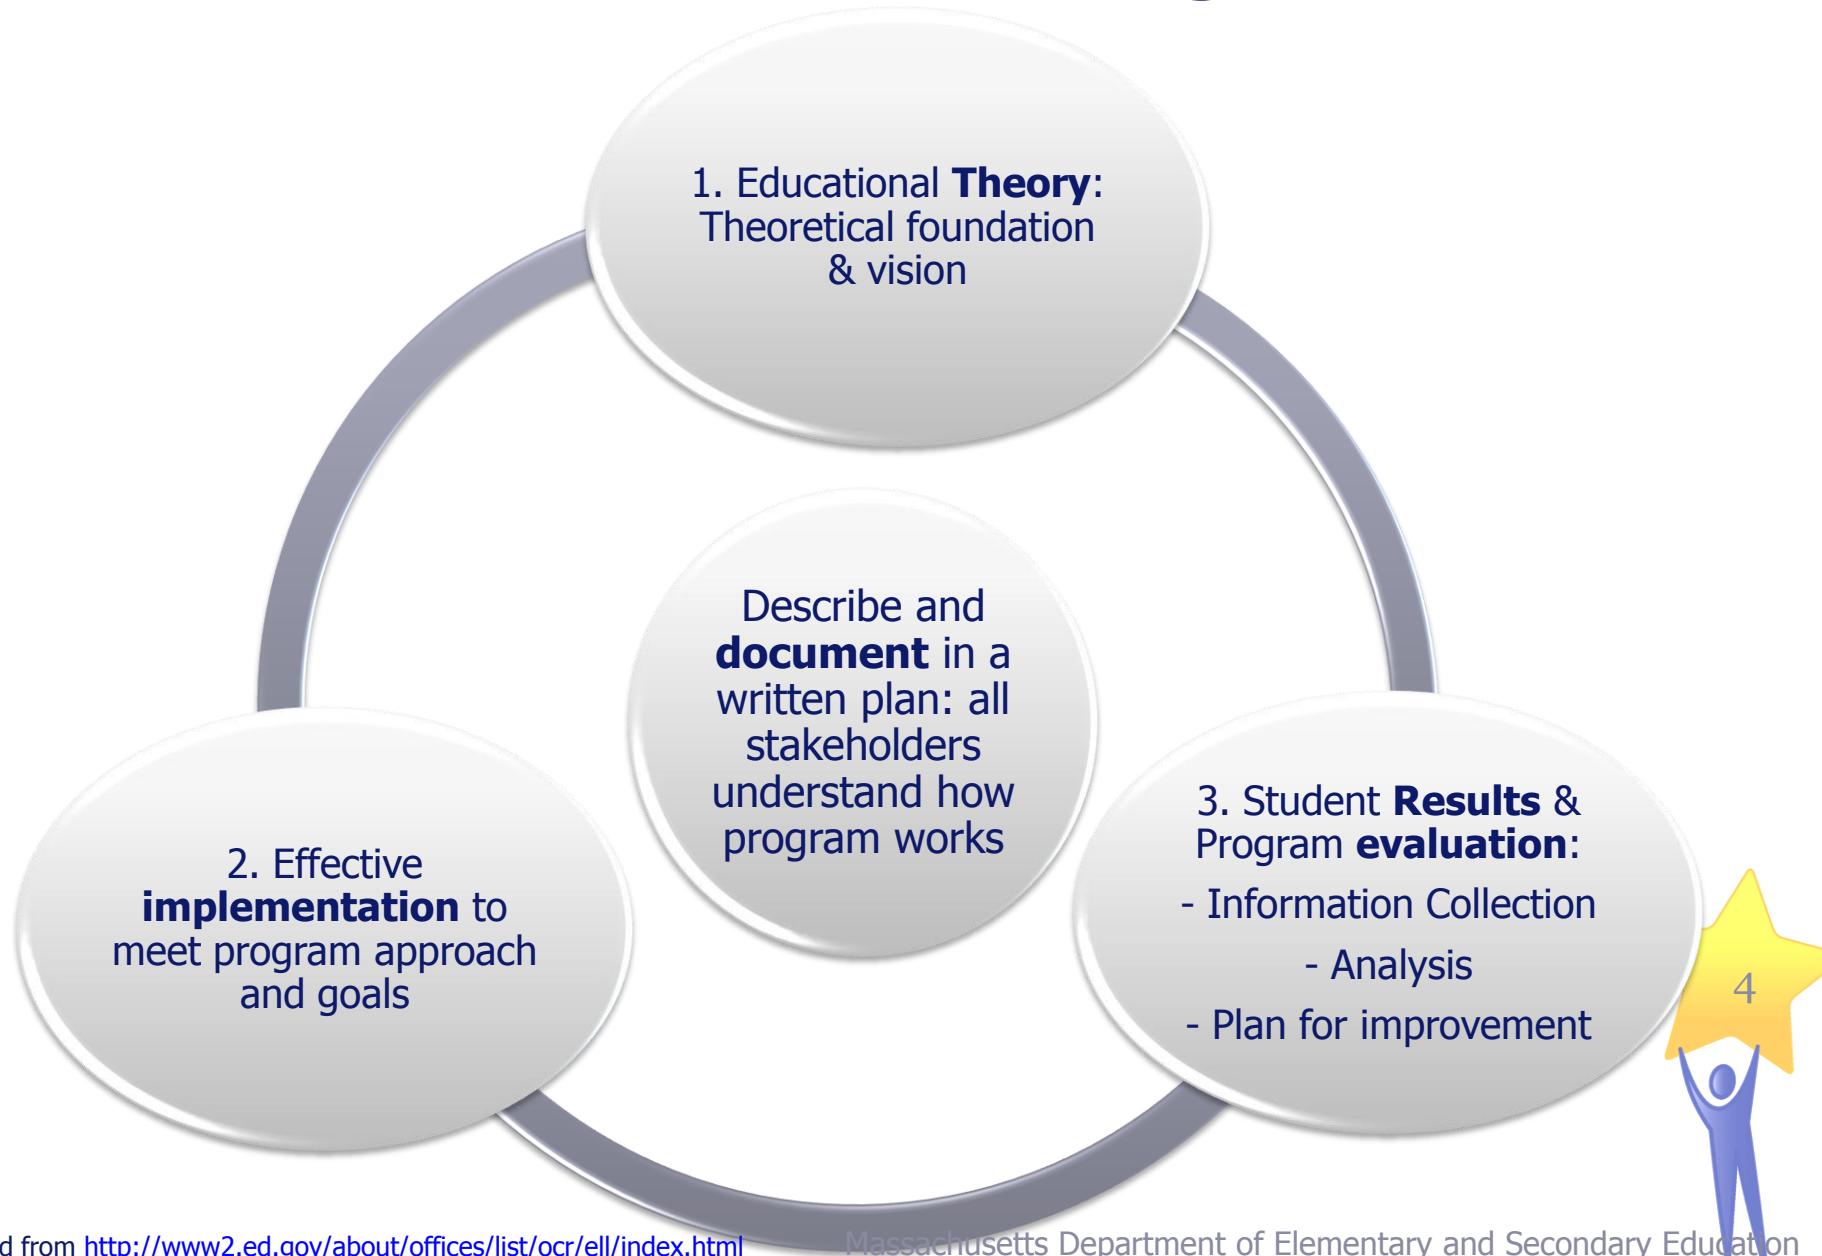 1. Educational Theory:
Theoretical foundation
& vision
Describe and
document in a
written plan: all
stakeholders
understand how
program works
2. Effective
implementation to
meet program approach
and goals
3. Student Results &
Program evaluation:
- Information Collection
- Analysis
- Plan for improvement
4
from http://www2.ed.gov/about/offices/list/ocr/ell/index.html
Massachusetts Department of Elementary and Secondary Education